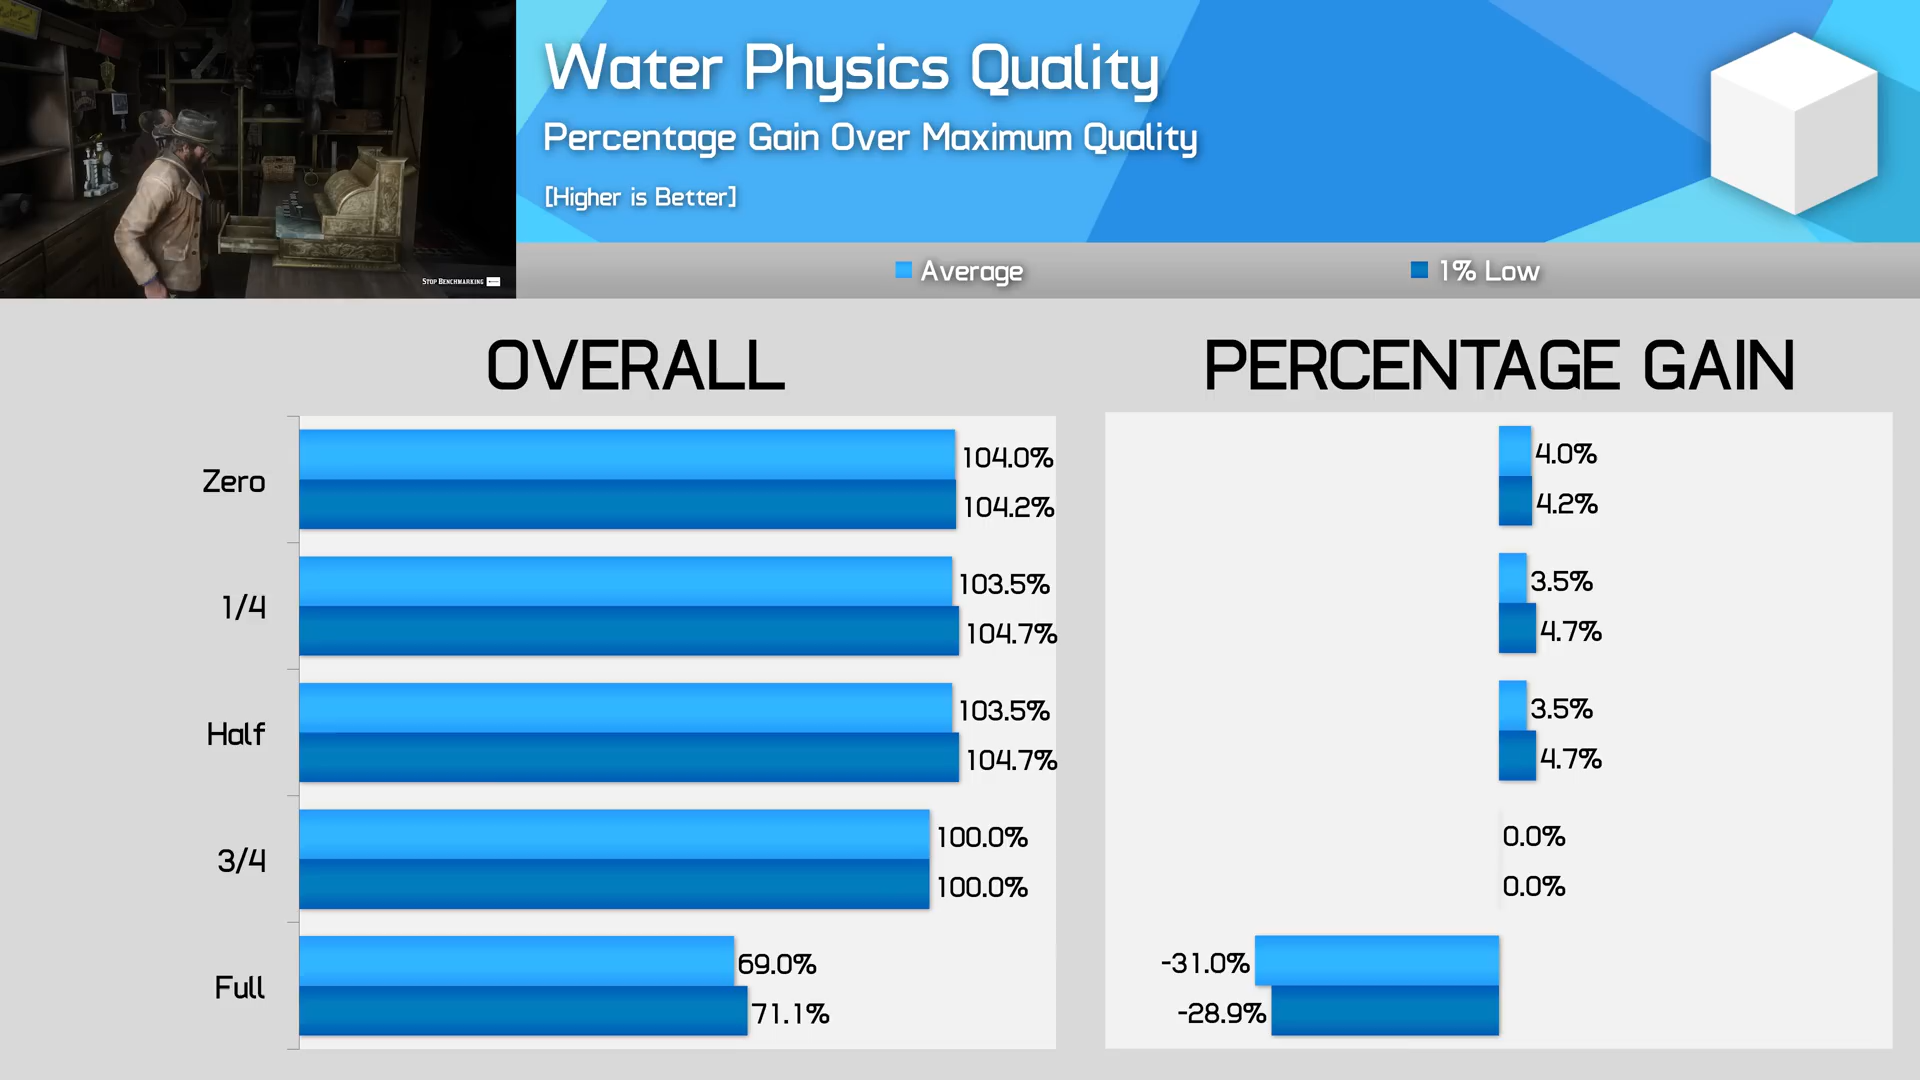 Water Physics Quality
Percentage Gain Over Maximum Quality
[Higher is Better]
STOP BENCHMARKING
Average
1% Low
OVERALL
PERCENTAGE GAIN
Zero
104.0%
104.2%
4.0%
4.2%
1/4
103.5%
104.7%
3.5%
4.7%
Half
103.5%
104.7%
3.5%
4.7%
3/4
100.0%
100.0%
0.0%
0.0%
Full
69.0%
71.1%
-31.0%
-28.9%